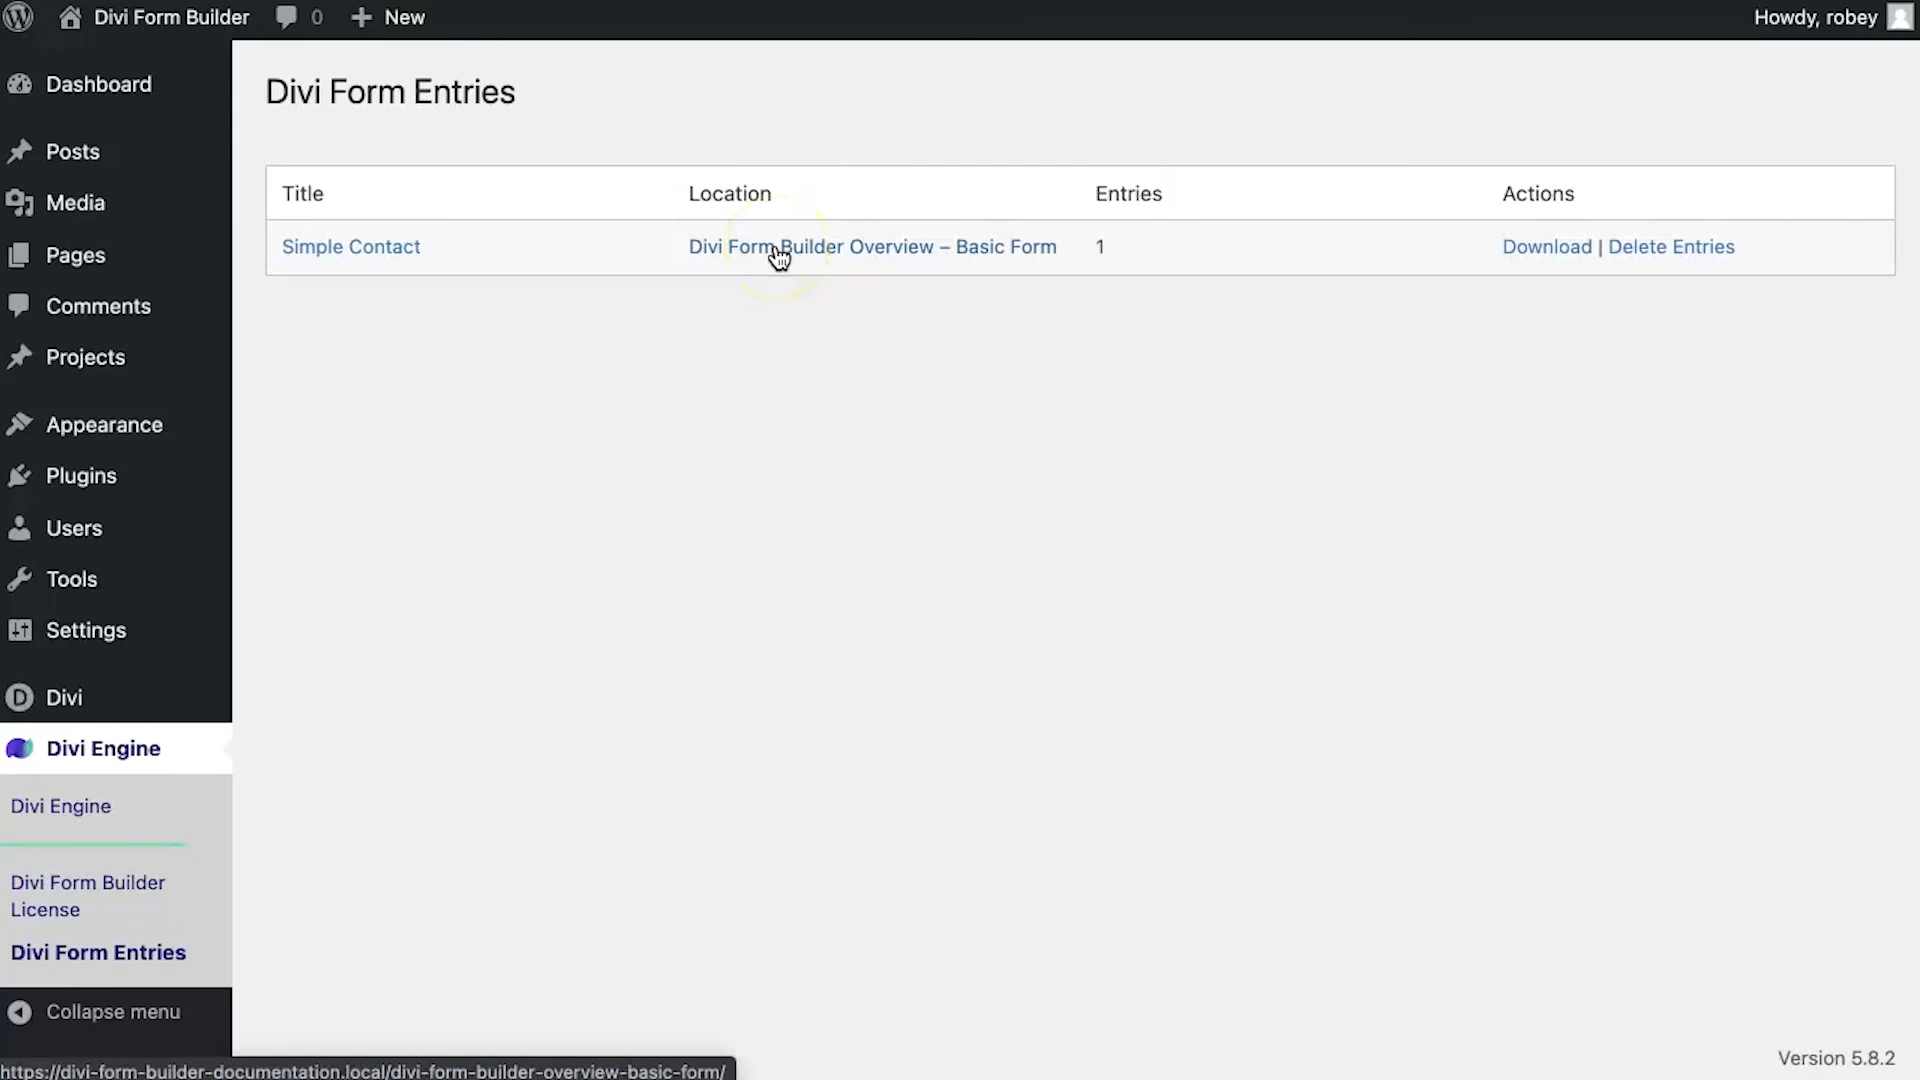 Divi Form Builder 0 New Howdy, robey
Dashboard
Posts
Media
Pages
Comments
Projects
Appearance
Plugins
Users
Tools
Settings
Divi
Divi Engine
Divi Engine
Divi Form Builder
License
Divi Form Entries
Collapse menu
Divi Form Entries
Title Location Entries Actions
Simple Contact Divi Form Builder Overview – Basic Form 1 Download | Delete Entries
Version 5.8.2
https://divi-form-builder-documentation.local/divi-form-builder-overview-basic-form/